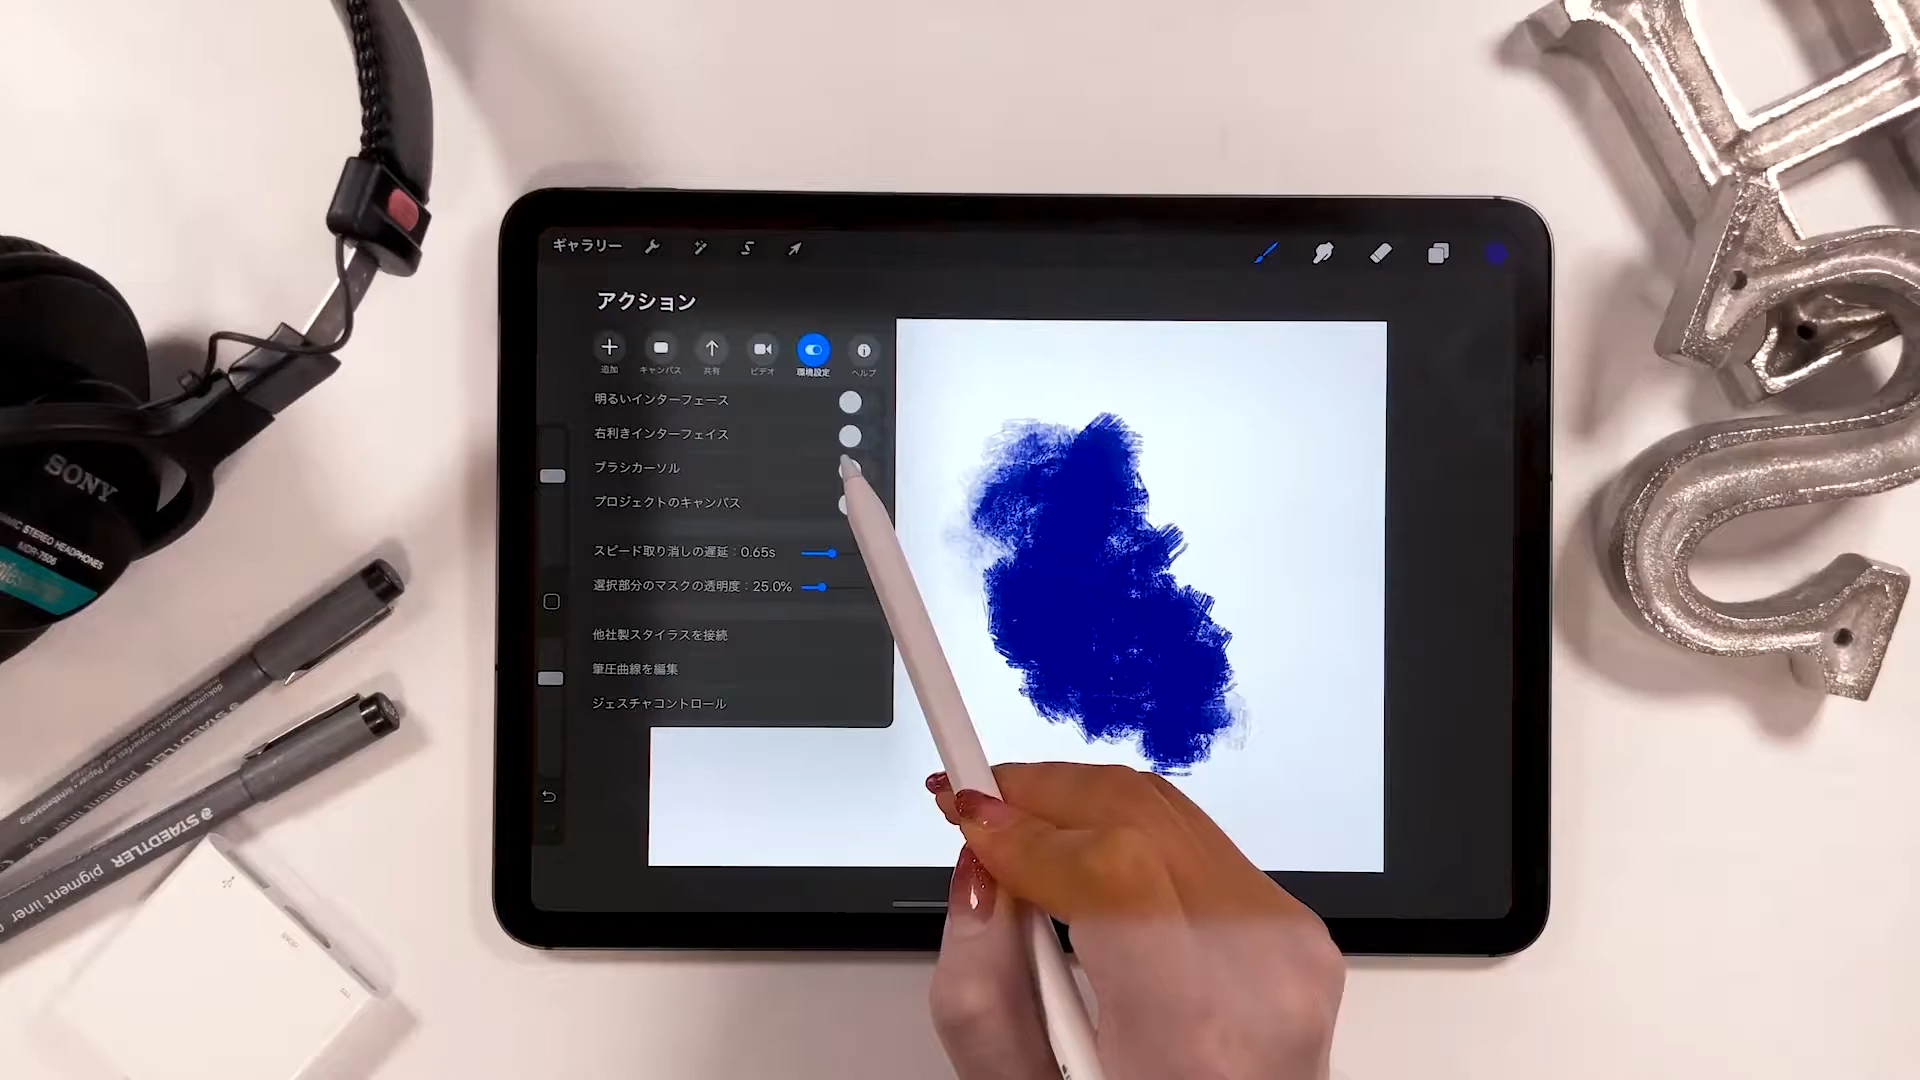 ギャラリー
アクション
追加
キャンバス
共有
ビデオ
環境設定
ヘルプ
明るいインターフェース
右利きインターフェイス
ブラシカーソル
プロジェクトのキャンバス
スピード取り消しの遅延：0.65s
選択部分のマスクの透明度：25.0%
他社製スタイラスを接続
筆圧曲線を編集
ジェスチャコントロール
SONY
STEREO HEADPHONES
MDR-7506
STAEDTLER
pigment liner
STAEDTLER
pigment liner